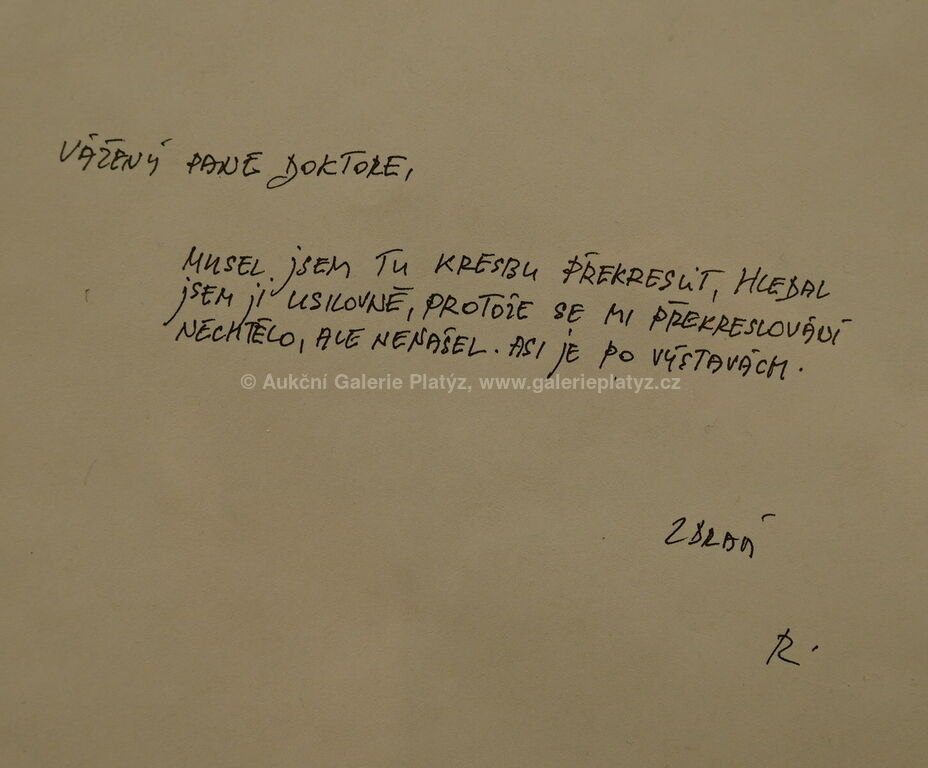 VÁŽENÝ PANE DOKTORE,
MUSEL JSEM TU KRESBU PŘEKRESLIT, HLEDAL
JSEM JI USILOVNĚ, PROTOŽE SE MI PŘEKRESLOVÁNÍ
NECHTĚLO, ALE NENAŠEL. ASI JE PO VÝSTAVÁCH.
© Aukční Galerie Platýz, www.galerieplatyz.cz
ZDRAVÍ
R.